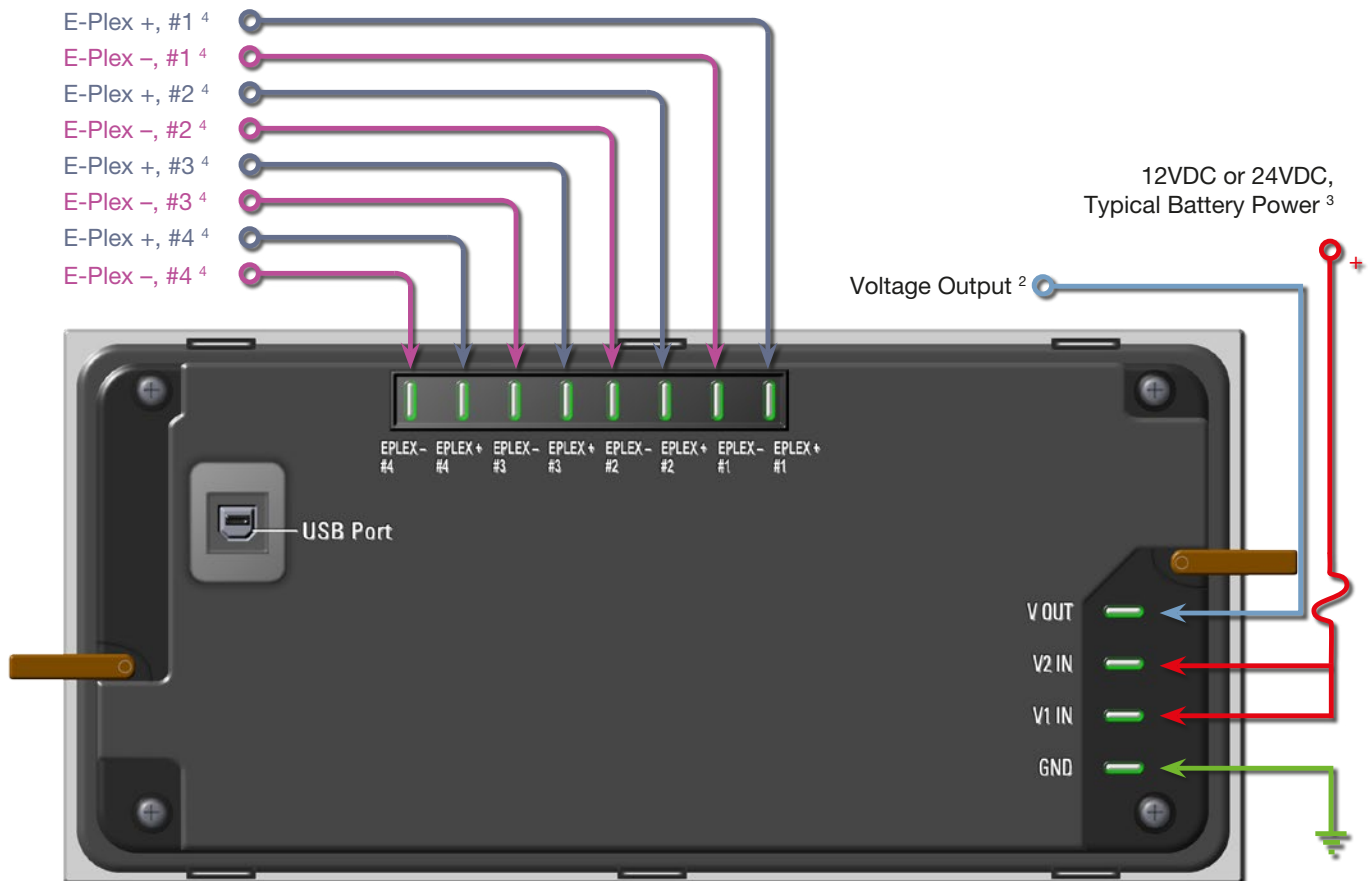 E-Plex +, #1 ⁴
E-Plex –, #1 ⁴
E-Plex +, #2 ⁴
E-Plex –, #2 ⁴
E-Plex +, #3 ⁴
E-Plex –, #3 ⁴
E-Plex +, #4 ⁴
E-Plex –, #4 ⁴
12VDC or 24VDC,
Typical Battery Power ³
+
Voltage Output ²
EPLEX- EPLEX+ EPLEX- EPLEX+ EPLEX- EPLEX+ EPLEX- EPLEX+
#4 #4 #3 #3 #2 #2 #1 #1
USB Port
V OUT
V2 IN
V1 IN
GND